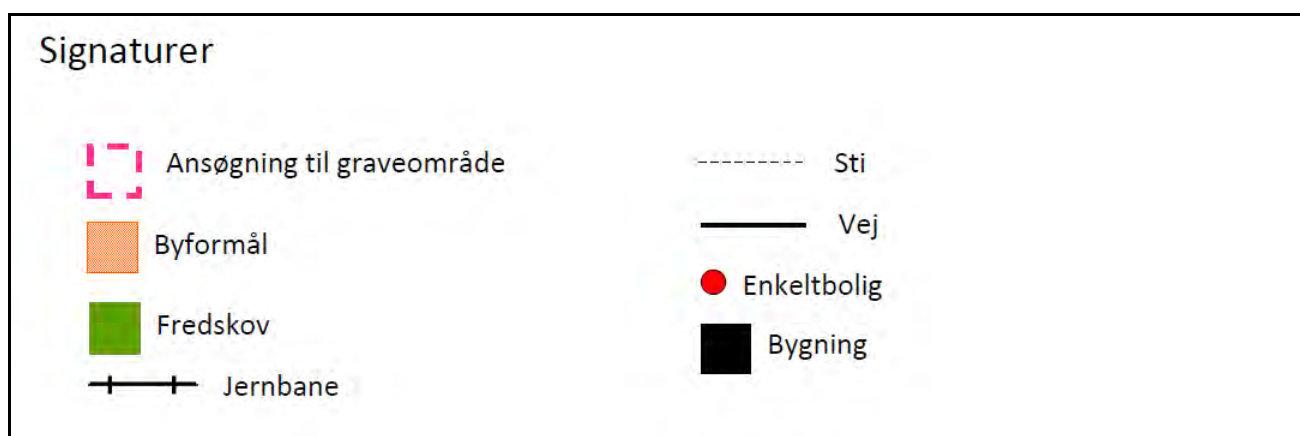 Signaturer
Ansøgning til graveområde
Byformål
Fredskov
Jernbane
Sti
Vej
Enkeltbolig
Bygning